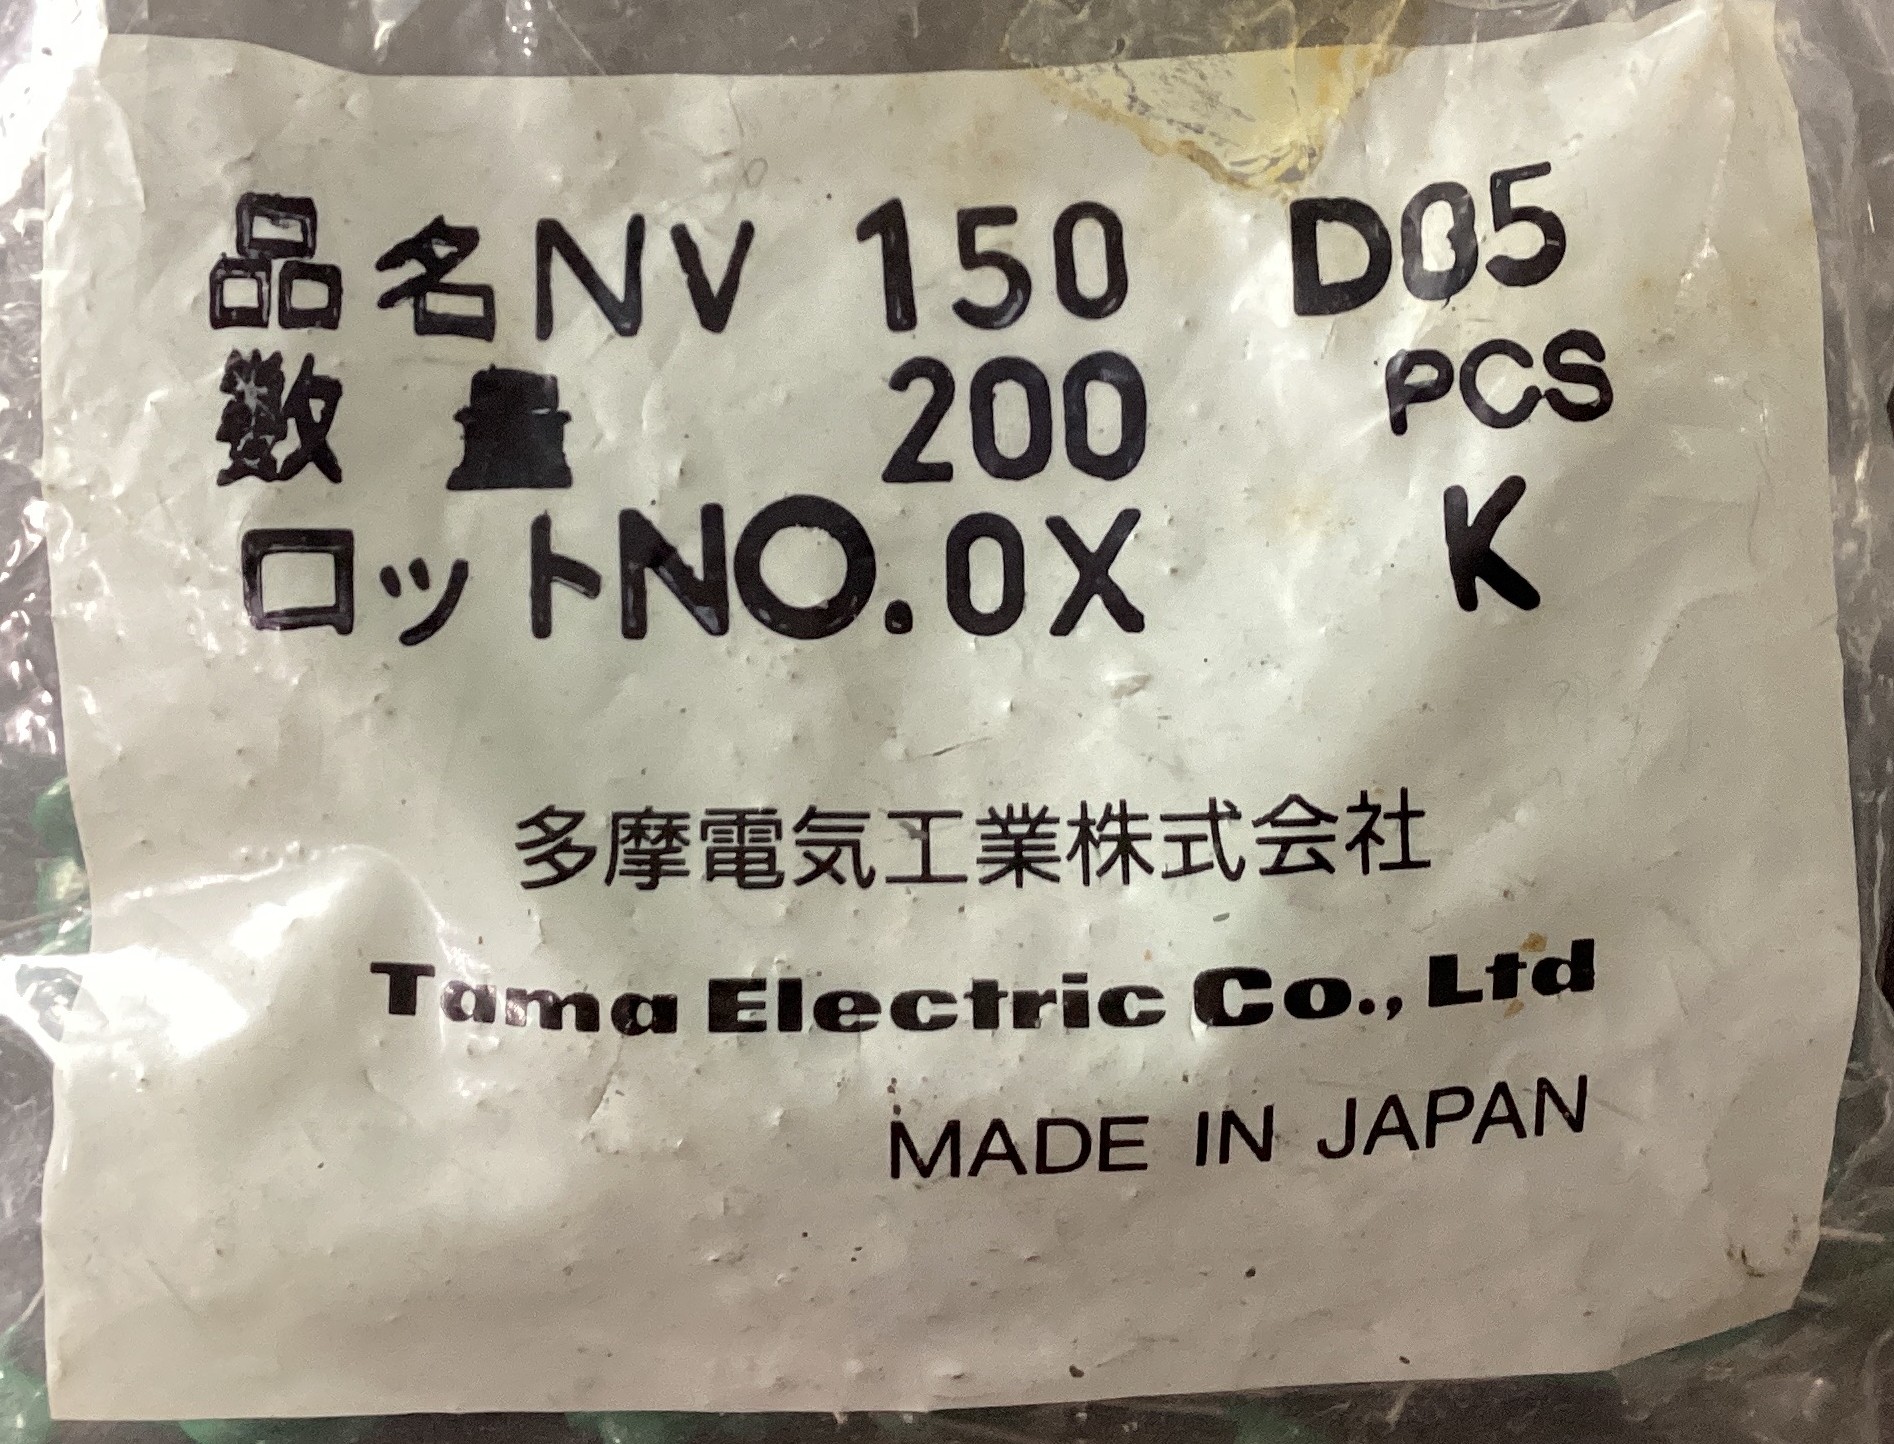 品名NV 150 D05
数量 200 PCS
ロットNO.0X K
多摩電気工業株式会社
Tama Electric Co., Ltd
MADE IN JAPAN